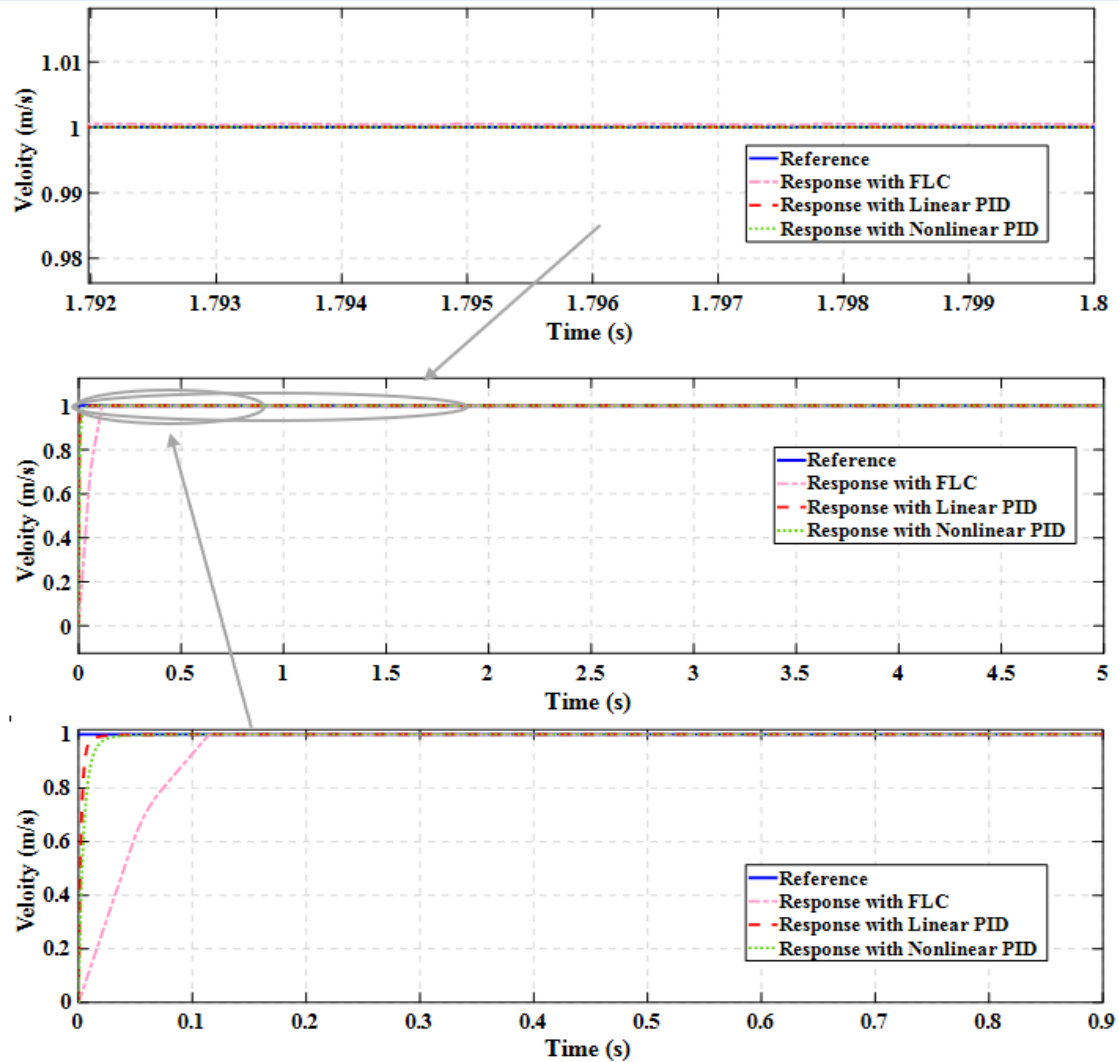 1.01
1
0.99
0.98
Veloity (m/s)
Reference
Response with FLC
Response with Linear PID
Response with Nonlinear PID
1.792 1.793 1.794 1.795 1.796 1.797 1.798 1.799 1.8
Time (s)
1
0.8
0.6
0.4
0.2
0
Veloity (m/s)
Reference
Response with FLC
Response with Linear PID
Response with Nonlinear PID
0 0.5 1 1.5 2 2.5 3 3.5 4 4.5 5
Time (s)
1
0.8
0.6
0.4
0.2
0
Veloity (m/s)
Reference
Response with FLC
Response with Linear PID
Response with Nonlinear PID
0 0.1 0.2 0.3 0.4 0.5 0.6 0.7 0.8 0.9
Time (s)